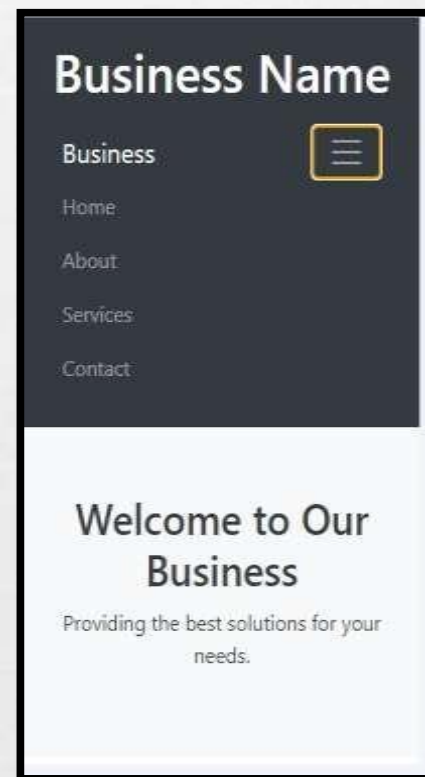 Business Name
Business
Home
About
Services
Contact
Welcome to Our
Business
Providing the best solutions for your
needs.